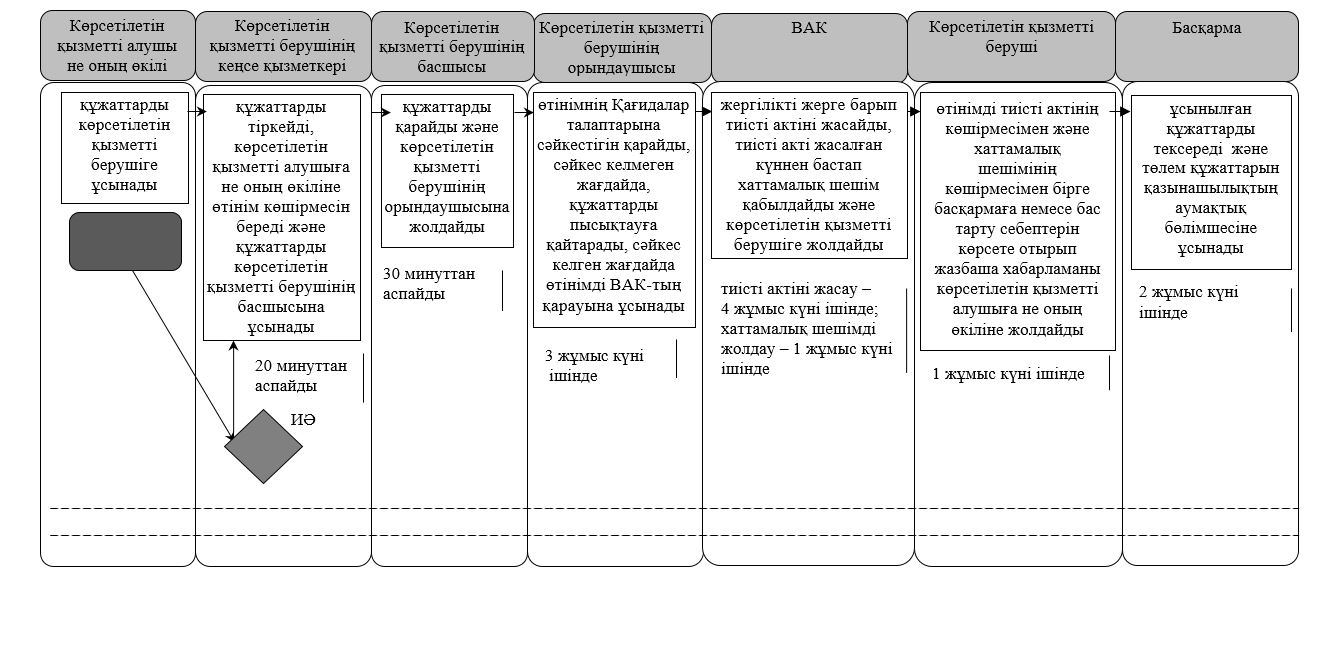 Көрсетілетін
қызметті алушы
не оның өкілі
Көрсетілетін
қызметті берушінің
кеңсе қызметкері
Көрсетілетін
қызметті берушінің
басшысы
Көрсетілетін қызметті
берушінің
орындаушысы
ВАК
Көрсетілетін қызметті
беруші
Басқарма
құжаттарды
көрсетілетін
қызметті
берушіге
ұсынады
құжаттарды
тіркейді,
көрсетілетін
қызметті алушыға
не оның өкіліне
өтінім көшірмесін
береді және
құжаттарды
көрсетілетін
қызметті берушінің
басшысына
ұсынады
20 минуттан
аспайды
ИӘ
құжаттарды
қарайды және
көрсетілетін
қызметті
берушінің
орындаушысына
жолдайды
30 минуттан
аспайды
өтінімнің Қағидалар
талаптарына
сәйкестігін қарайды,
сәйкес келмеген
жағдайда,
құжаттарды
пысықтауға
қайтарады, сәйкес
келген жағдайда
өтінімді ВАК-тың
қарауына ұсынады
3 жұмыс күні
ішінде
жергілікті жерге барып
тиісті актіні жасайды,
тиісті акті жасалған
күннен бастап
хаттамалық шешім
қабылдайды және
көрсетілетін қызметті
берушіге жолдайды
тиісті актіні жасау –
4 жұмыс күні ішінде;
хаттамалық шешімді
жолдау – 1 жұмыс күні
ішінде
өтінімді тиісті актінің
көшірмесімен және
хаттамалық
шешімінің
көшірмесімен бірге
басқармаға немесе бас
тарту себептерін
көрсете отырып
жазбаша хабарламаны
көрсетілетін қызметті
алушыға не оның
өкіліне жолдайды
1 жұмыс күні ішінде
ұсынылған
құжаттарды
тексереді және
төлем құжаттарын
қазынашылықтың
аумақтық
бөлімшесіне
ұсынады
2 жұмыс күні
ішінде